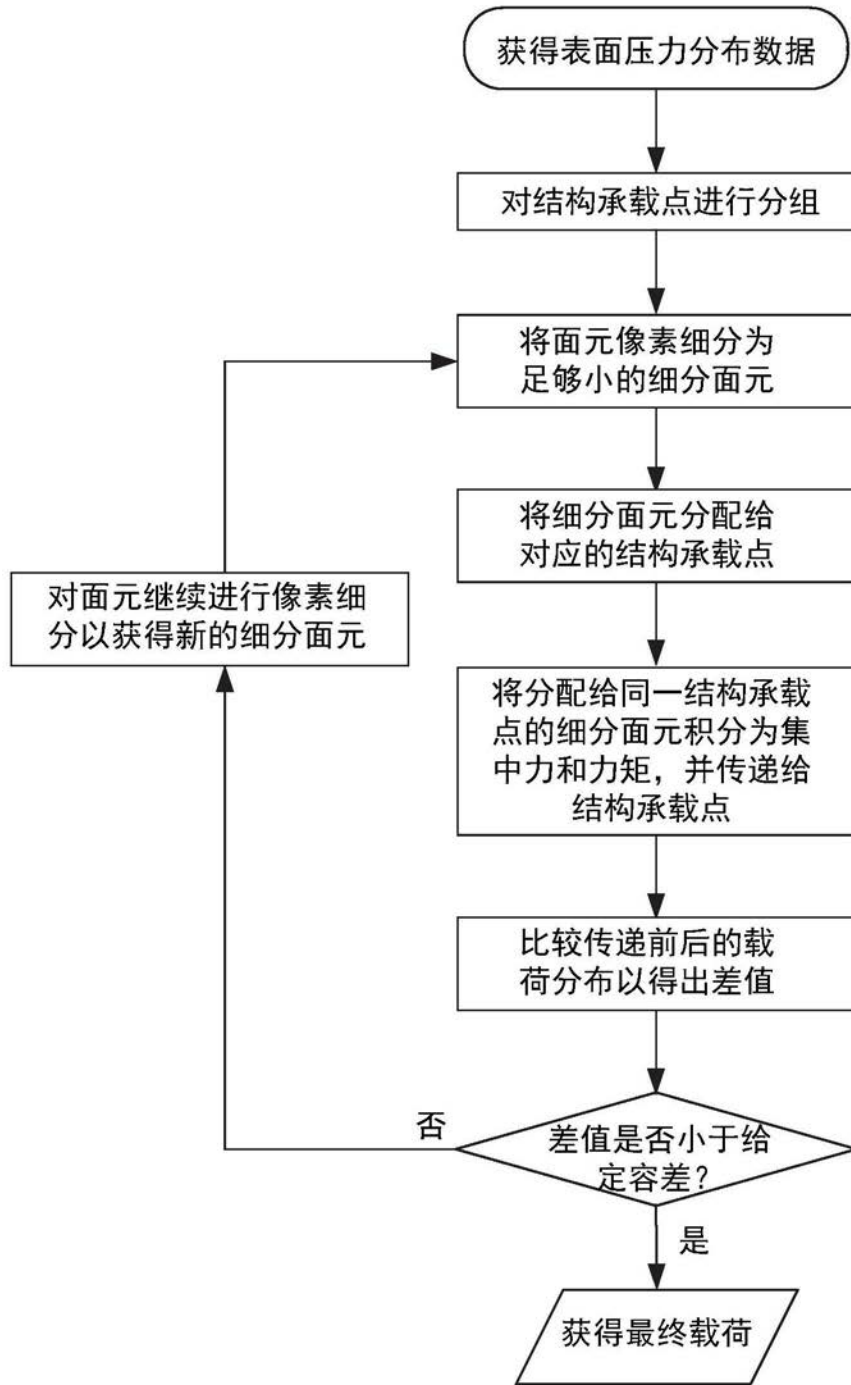 获得表面压力分布数据
对结构承载点进行分组
将面元像素细分为
足够小的细分面元
将细分面元分配给
对应的结构承载点
对面元继续进行像素细
分以获得新的细分面元
将分配给同一结构承载
点的细分面元积分为集
中力和力矩，并传递给
结构承载点
比较传递前后的载
荷分布以得出差值
否
差值是否小于给
定容差？
是
获得最终载荷